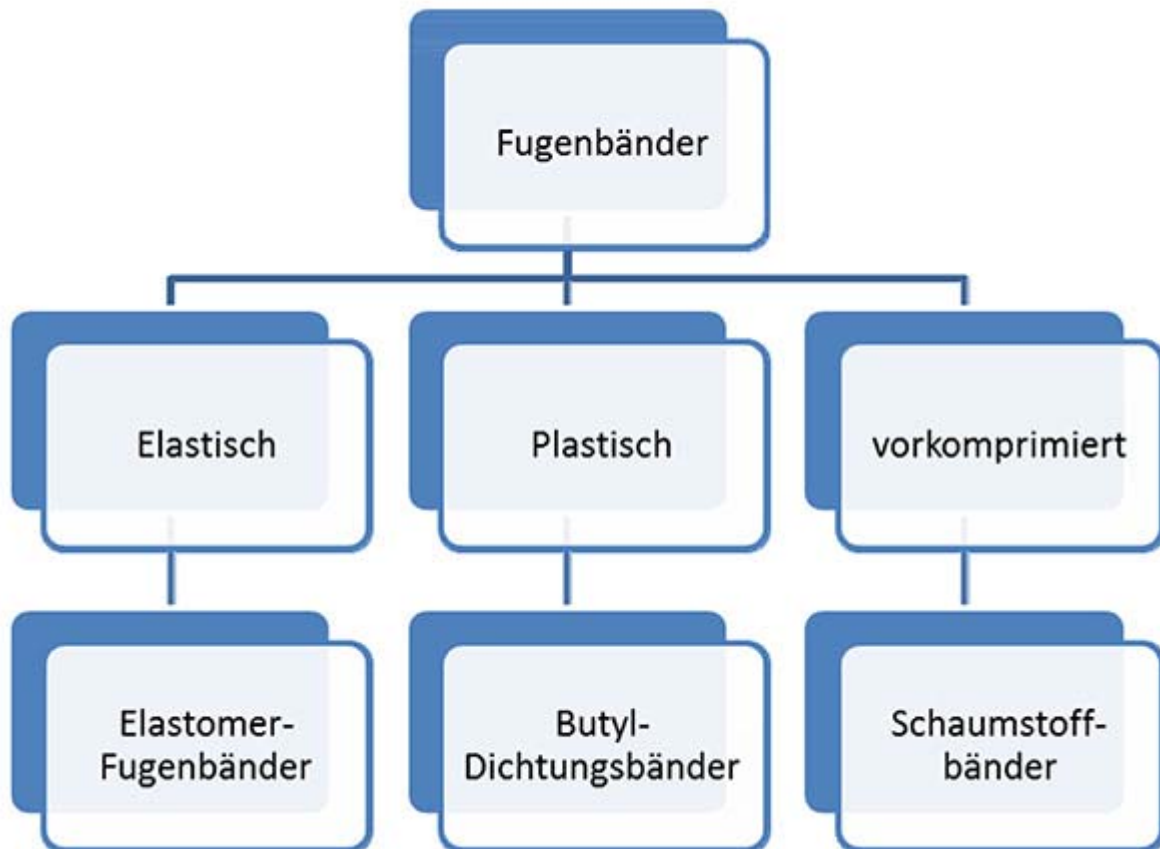 Fugenbänder
Elastisch
Plastisch
vorkomprimiert
Elastomer-
Fugenbänder
Butyl-
Dichtungsbänder
Schaumstoff-
bänder